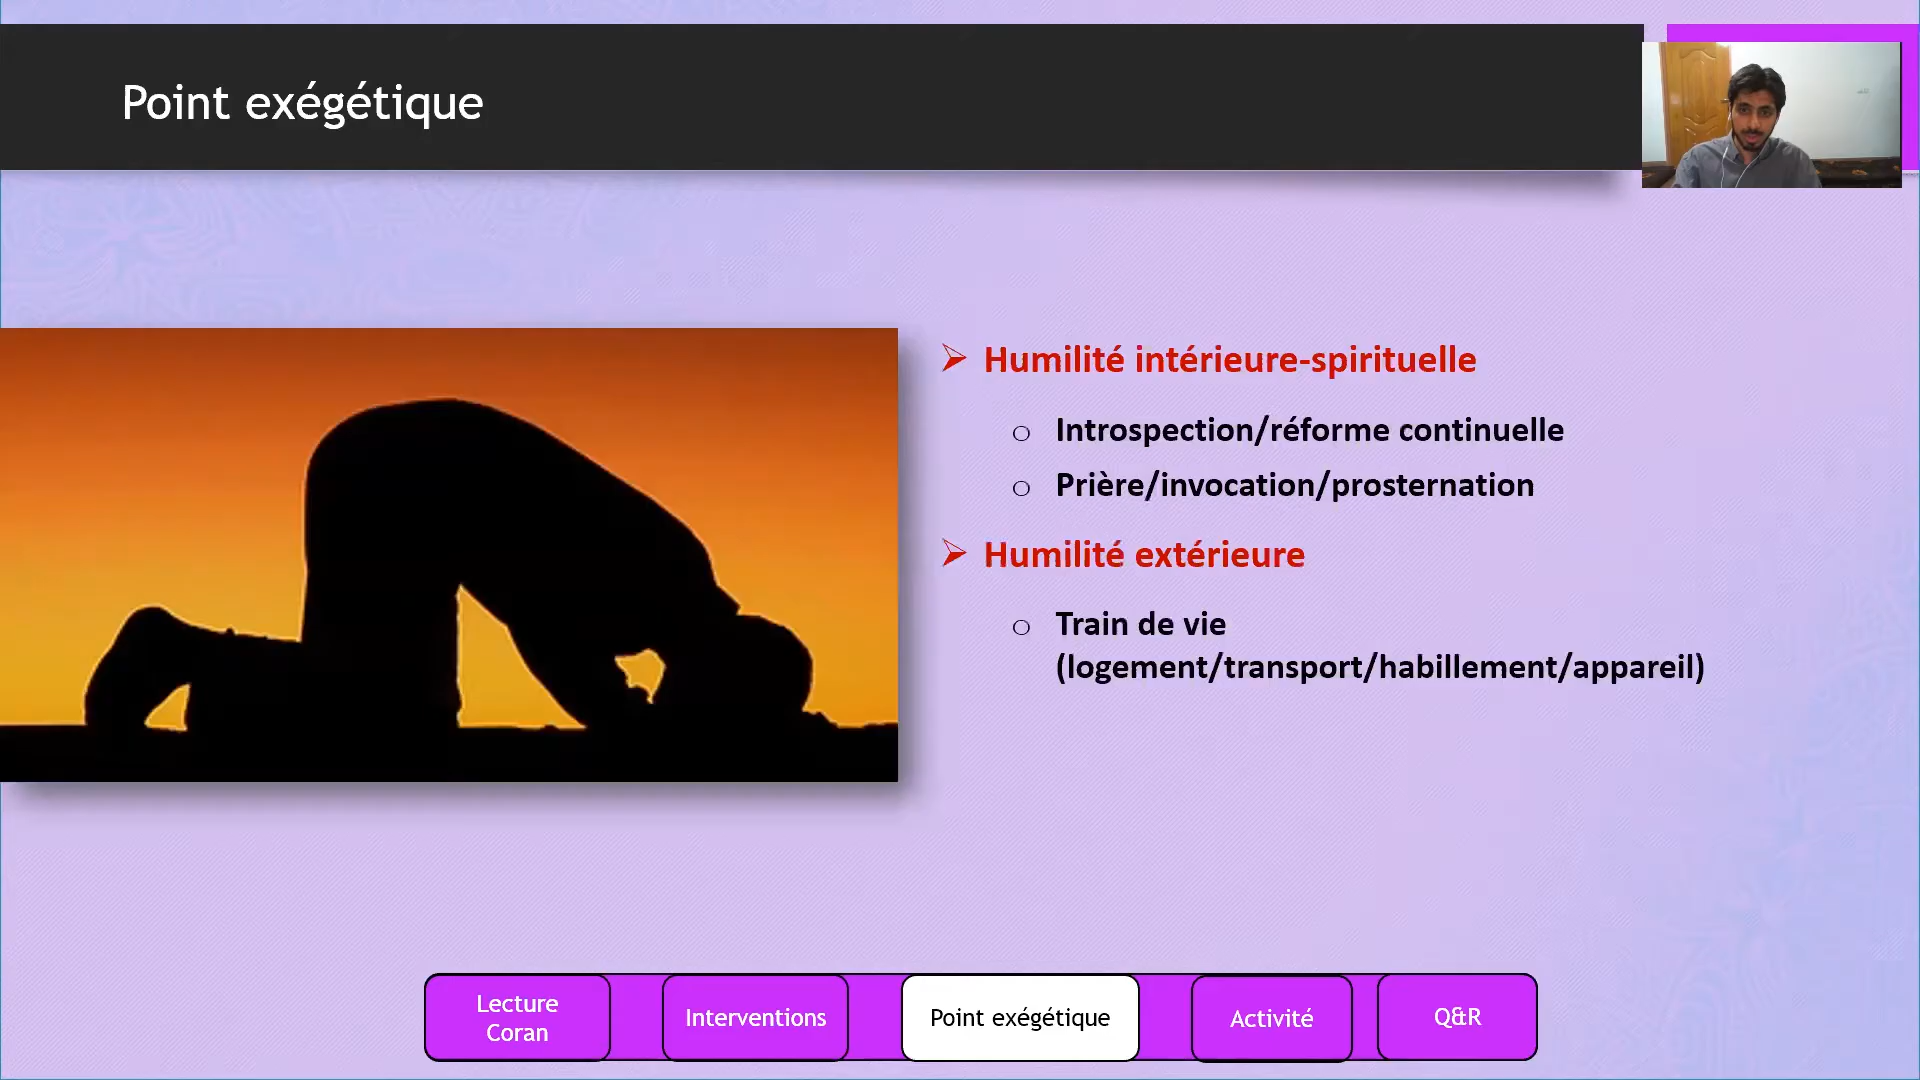 Point exégétique
Humilité intérieure-spirituelle
Introspection/réforme continuelle
Prière/invocation/prosternation
Humilité extérieure
Train de vie
(logement/transport/habillement/appareil)
Lecture
Coran
Interventions
Point exégétique
Activité
Q&R